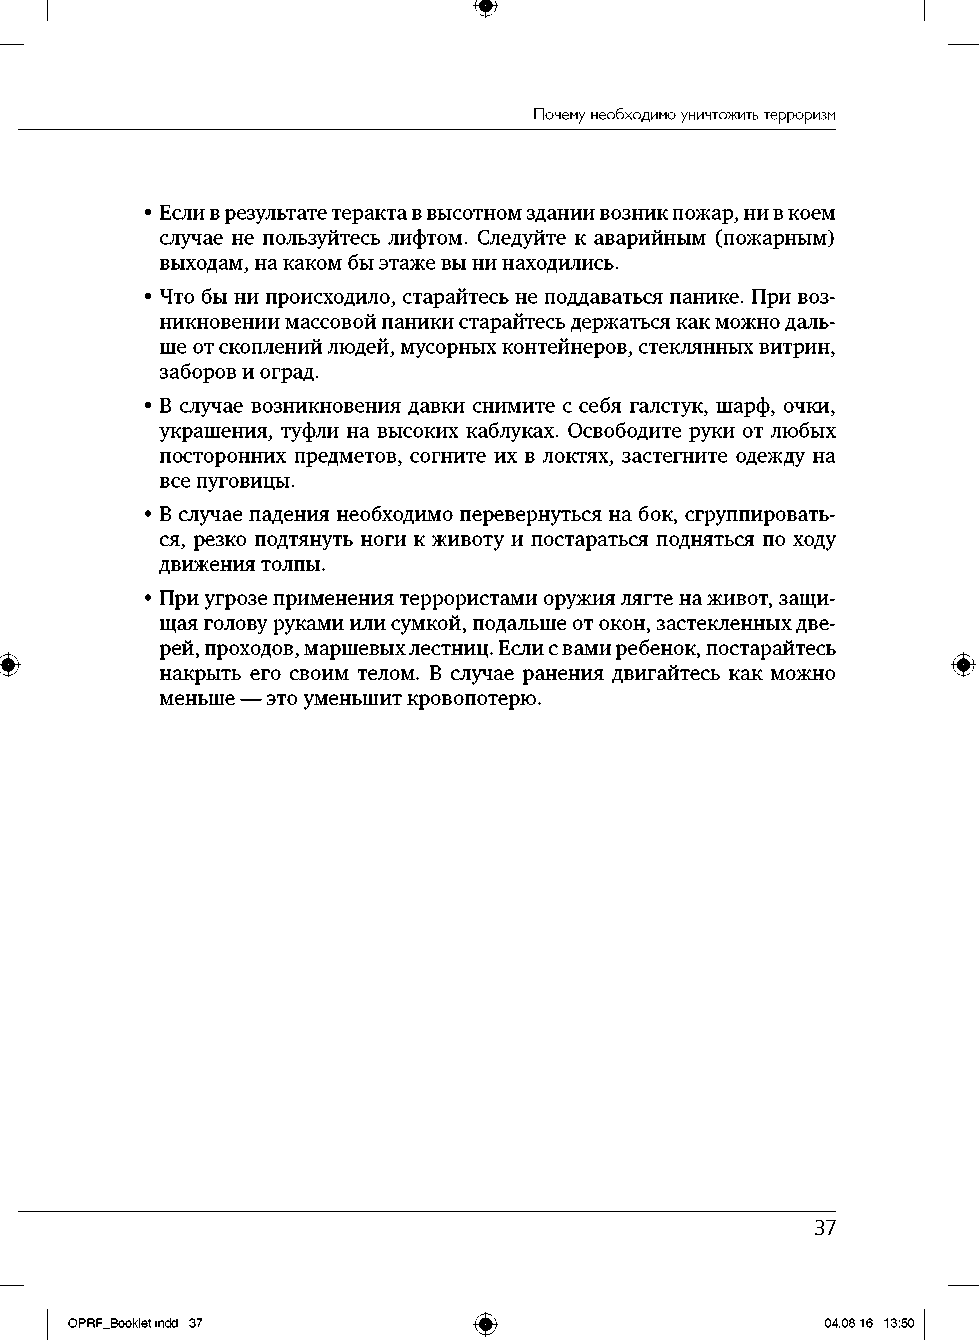 Почему необходимо уничтожить терроризм
• Если в результате теракта в высотном здании возник пожар, ни в коем
случае не пользуйтесь лифтом. Следуйте к аварийным (пожарным)
выходам, на каком бы этаже вы ни находились.
• Что бы ни происходило, старайтесь не поддаваться панике. При воз-
никновении массовой паники старайтесь держаться как можно даль-
ше от скоплений людей, мусорных контейнеров, стеклянных витрин,
заборов и оград.
• В случае возникновения давки снимите с себя галстук, шарф, очки,
украшения, туфли на высоких каблуках. Освободите руки от любых
посторонних предметов, согните их в локтях, застегните одежду на
все пуговицы.
• В случае падения необходимо перевернуться на бок, сгруппировать-
ся, резко подтянуть ноги к животу и постараться подняться по ходу
движения толпы.
• При угрозе применения террористами оружия лягте на живот, защи-
щая голову руками или сумкой, подальше от окон, застекленных две-
рей, проходов, маршевых лестниц. Если с вами ребенок, постарайтесь
накрыть его своим телом. В случае ранения двигайтесь как можно
меньше — это уменьшит кровопотерю.
37
OPRF_Booklet.indd 37
04.08.16 13:50